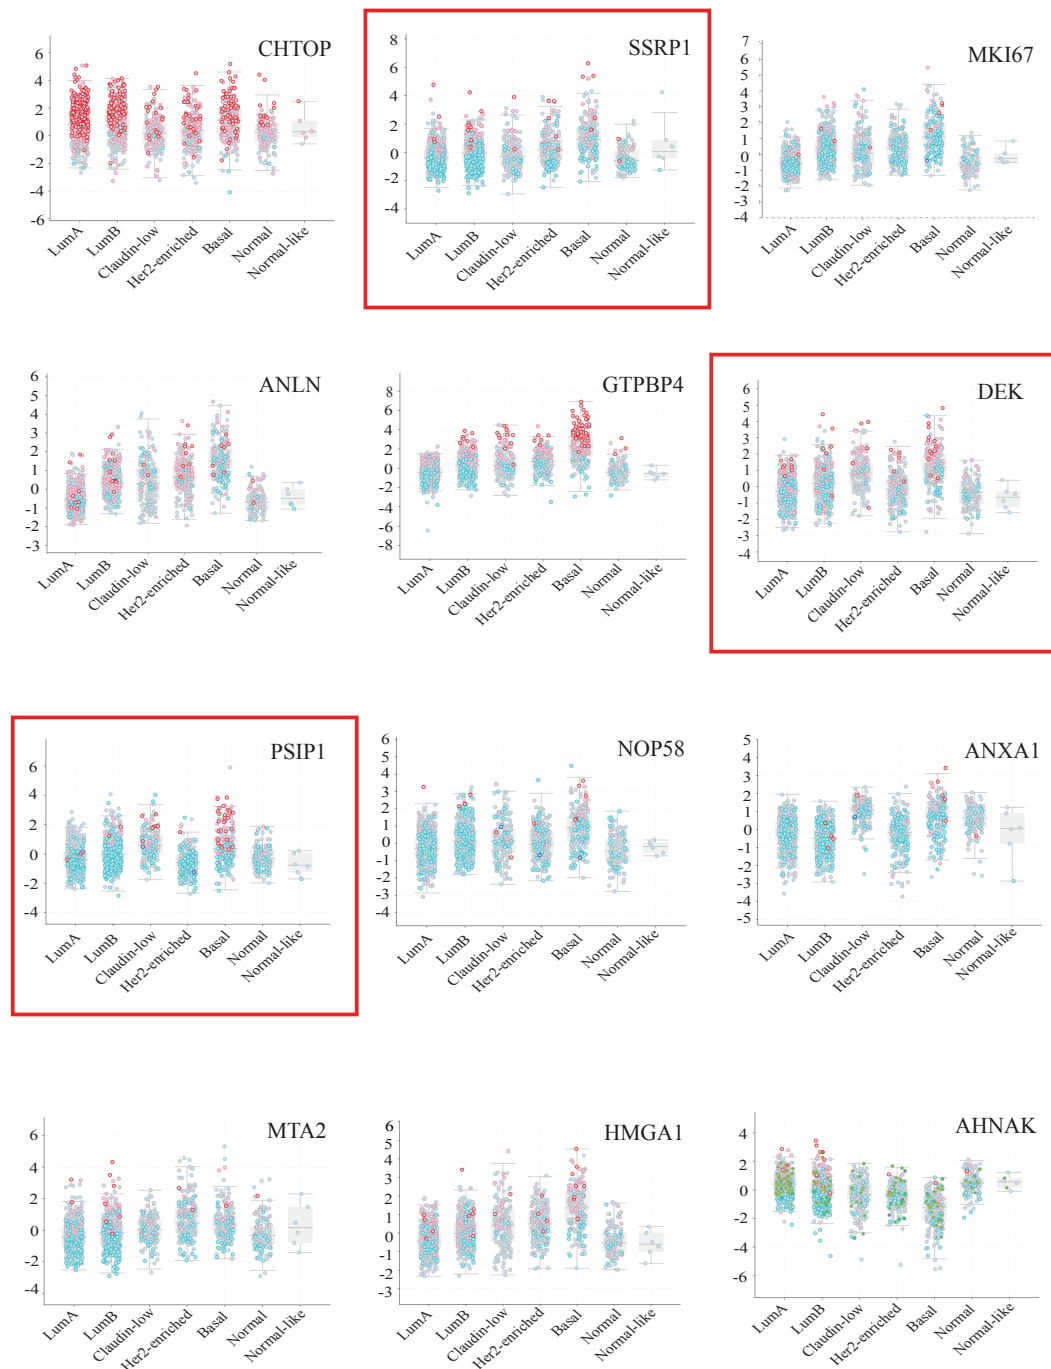 CHTOP
6
4
2
0
-2
-4
-6
LumA
LumB
Claudin-low
Her2-enriched
Basal
Normal
Normal-like
SSRP1
8
6
4
2
0
-2
-4
LumA
LumB
Claudin-low
Her2-enriched
Basal
Normal
Normal-like
MKI67
7
6
5
4
3
2
1
0
-1
-2
-3
-4
LumA
LumB
Claudin-low
Her2-enriched
Basal
Normal
Normal-like
ANLN
6
5
4
3
2
1
0
-1
-2
-3
LumA
LumB
Claudin-low
Her2-enriched
Basal
Normal
Normal-like
GTPBP4
8
6
4
2
0
-2
-4
-6
-8
LumA
LumB
Claudin-low
Her2-enriched
Basal
Normal
Normal-like
DEK
6
5
4
3
2
1
0
-1
-2
-3
-4
LumA
LumB
Claudin-low
Her2-enriched
Basal
Normal
Normal-like
PSIP1
6
4
2
0
-2
-4
LumA
LumB
Claudin-low
Her2-enriched
Basal
Normal
Normal-like
NOP58
6
5
4
3
2
1
0
-1
-2
-3
-4
LumA
LumB
Claudin-low
Her2-enriched
Basal
Normal
Normal-like
ANXA1
5
4
3
2
1
0
-1
-2
-3
-4
-5
LumA
LumB
Claudin-low
Her2-enriched
Basal
Normal
Normal-like
MTA2
6
4
2
0
-2
-4
LumA
LumB
Claudin-low
Her2-enriched
Basal
Normal
Normal-like
HMGA1
6
5
4
3
2
1
0
-1
-2
-3
LumA
LumB
Claudin-low
Her2-enriched
Basal
Normal
Normal-like
AHNAK
4
2
0
-2
-4
-6
LumA
LumB
Claudin-low
Her2-enriched
Basal
Normal
Normal-like